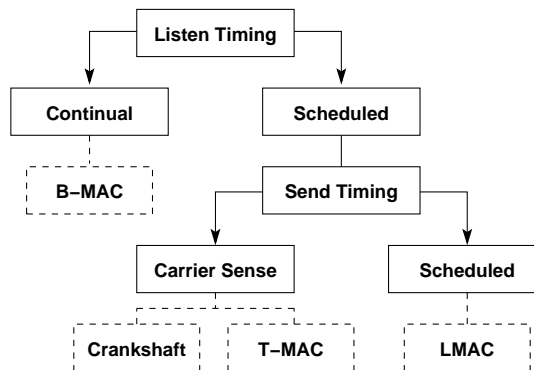 Listen Timing
Continual
Scheduled
B−MAC
Send Timing
Carrier Sense
Scheduled
Crankshaft
T−MAC
LMAC